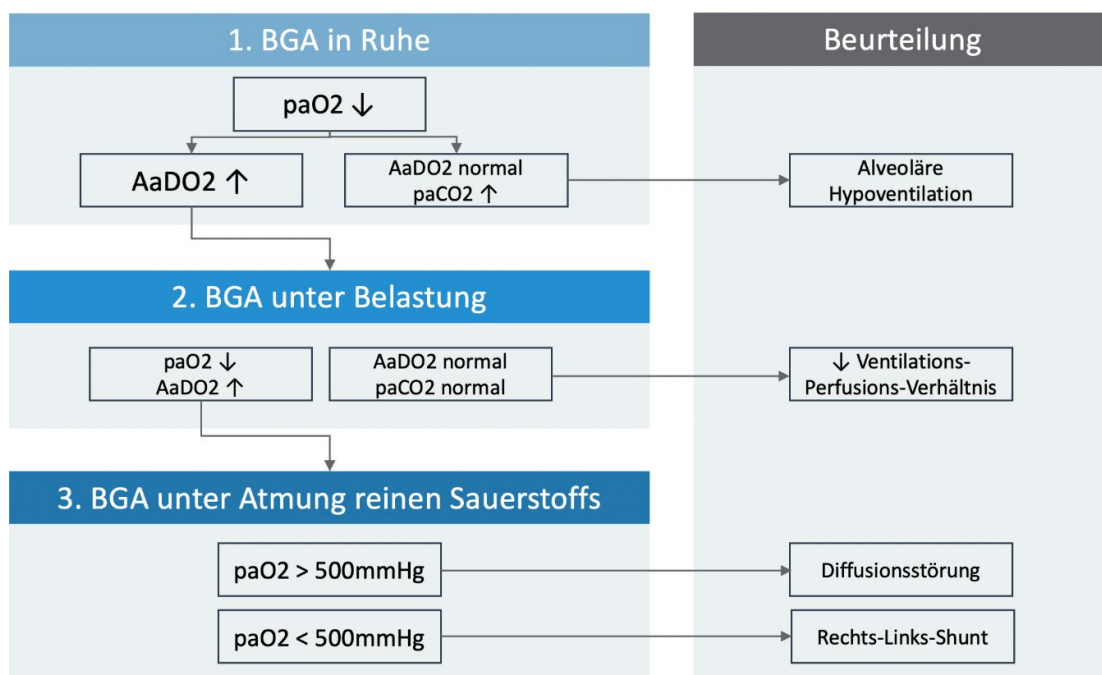 1. BGA in Ruhe
Beurteilung
paO2 ↓
AaDO2 ↑
AaDO2 normal
paCO2 ↑
Alveoläre
Hypoventilation
2. BGA unter Belastung
paO2 ↓
AaDO2 ↑
AaDO2 normal
paCO2 normal
↓ Ventilations-
Perfusions-Verhältnis
3. BGA unter Atmung reinen Sauerstoffs
paO2 > 500mmHg
Diffusionsstörung
paO2 < 500mmHg
Rechts-Links-Shunt